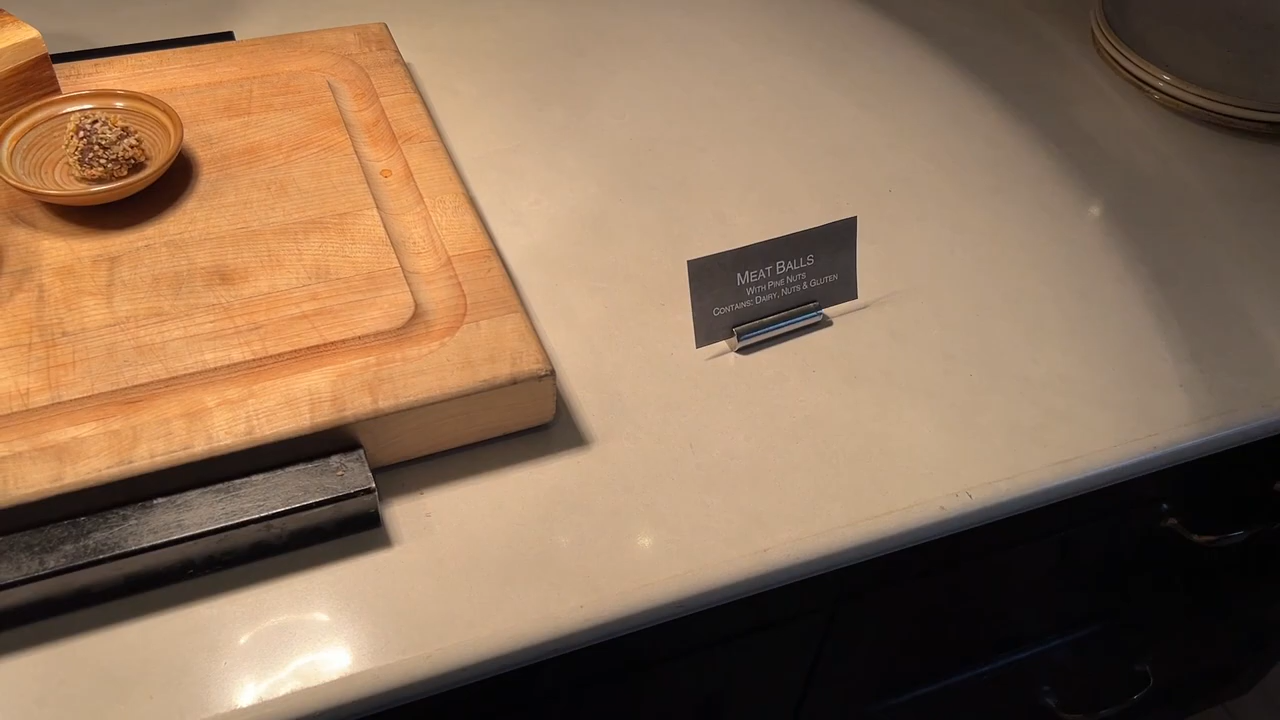 MEAT BALLS
WITH PINE NUTS
CONTAINS: DAIRY, NUTS & GLUTEN